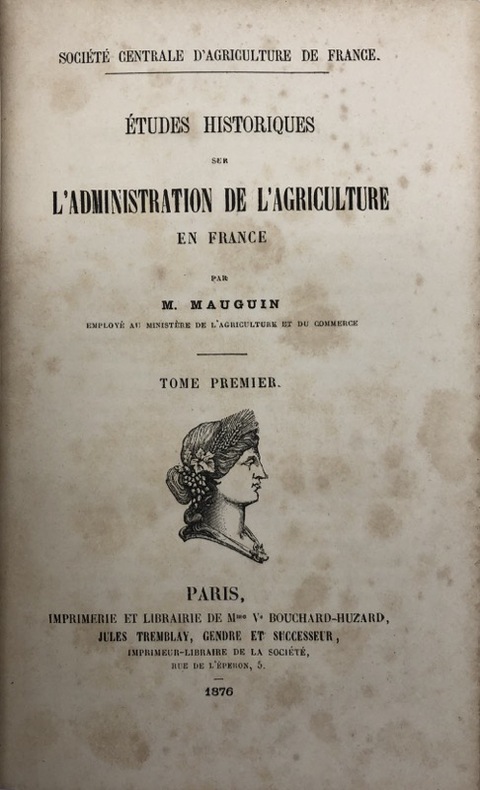 SOCIÉTÉ CENTRALE D'AGRICULTURE DE FRANCE.
ÉTUDES HISTORIQUES
SUR
L'ADMINISTRATION DE L'AGRICULTURE
EN FRANCE
PAR
M. MAUGUIN
EMPLOYÉ AU MINISTÈRE DE L'AGRICULTURE ET DU COMMERCE
TOME PREMIER.
PARIS,
IMPRIMERIE ET LIBRAIRIE DE Mme Ve BOUCHARD-HUZARD,
JULES TREMBLAY, GENDRE ET SUCCESSEUR,
IMPRIMEUR-LIBRAIRE DE LA SOCIÉTÉ,
RUE DE L'ÉPERON, 5.
1876